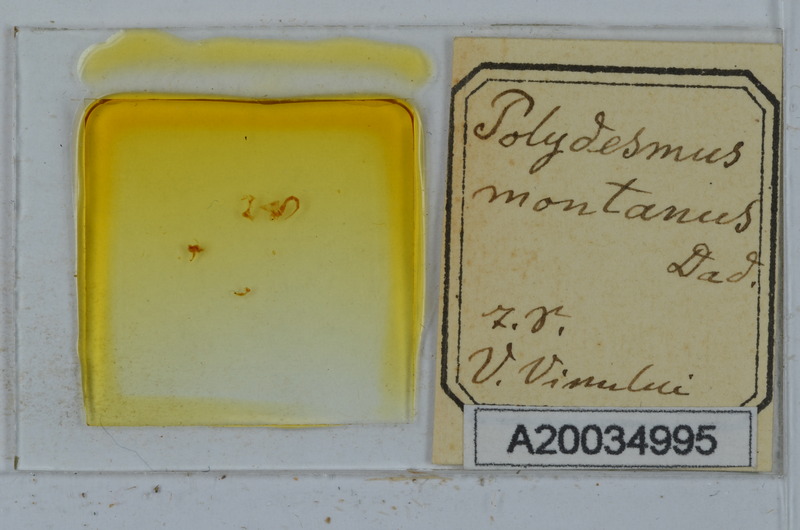 Polydesmus
montanus
Dad.
z. r.
V.
A20034995